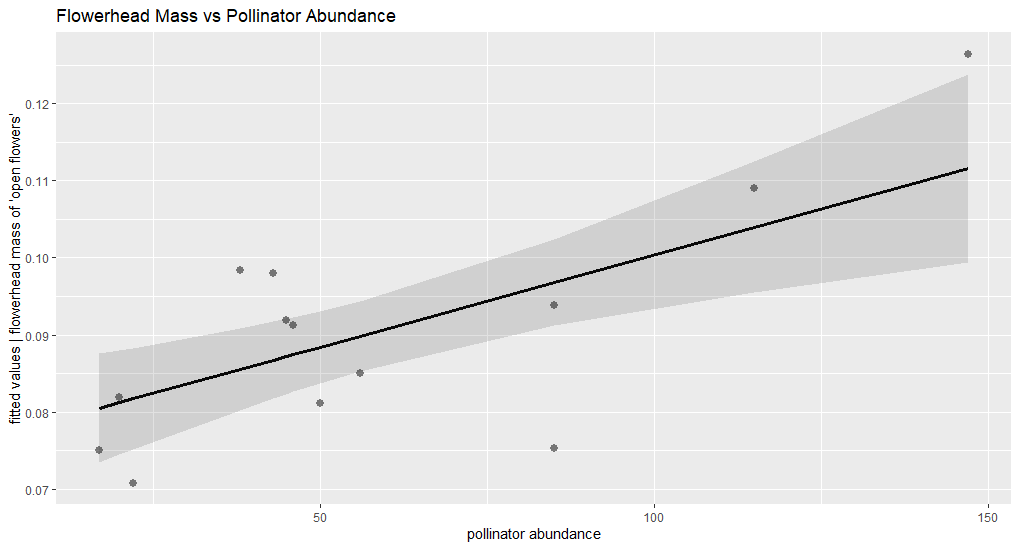 Flowerhead Mass vs Pollinator Abundance
fitted values | flowerhead mass of 'open flowers'
0.12
0.11
0.10
0.09
0.08
0.07
50 100 150
pollinator abundance